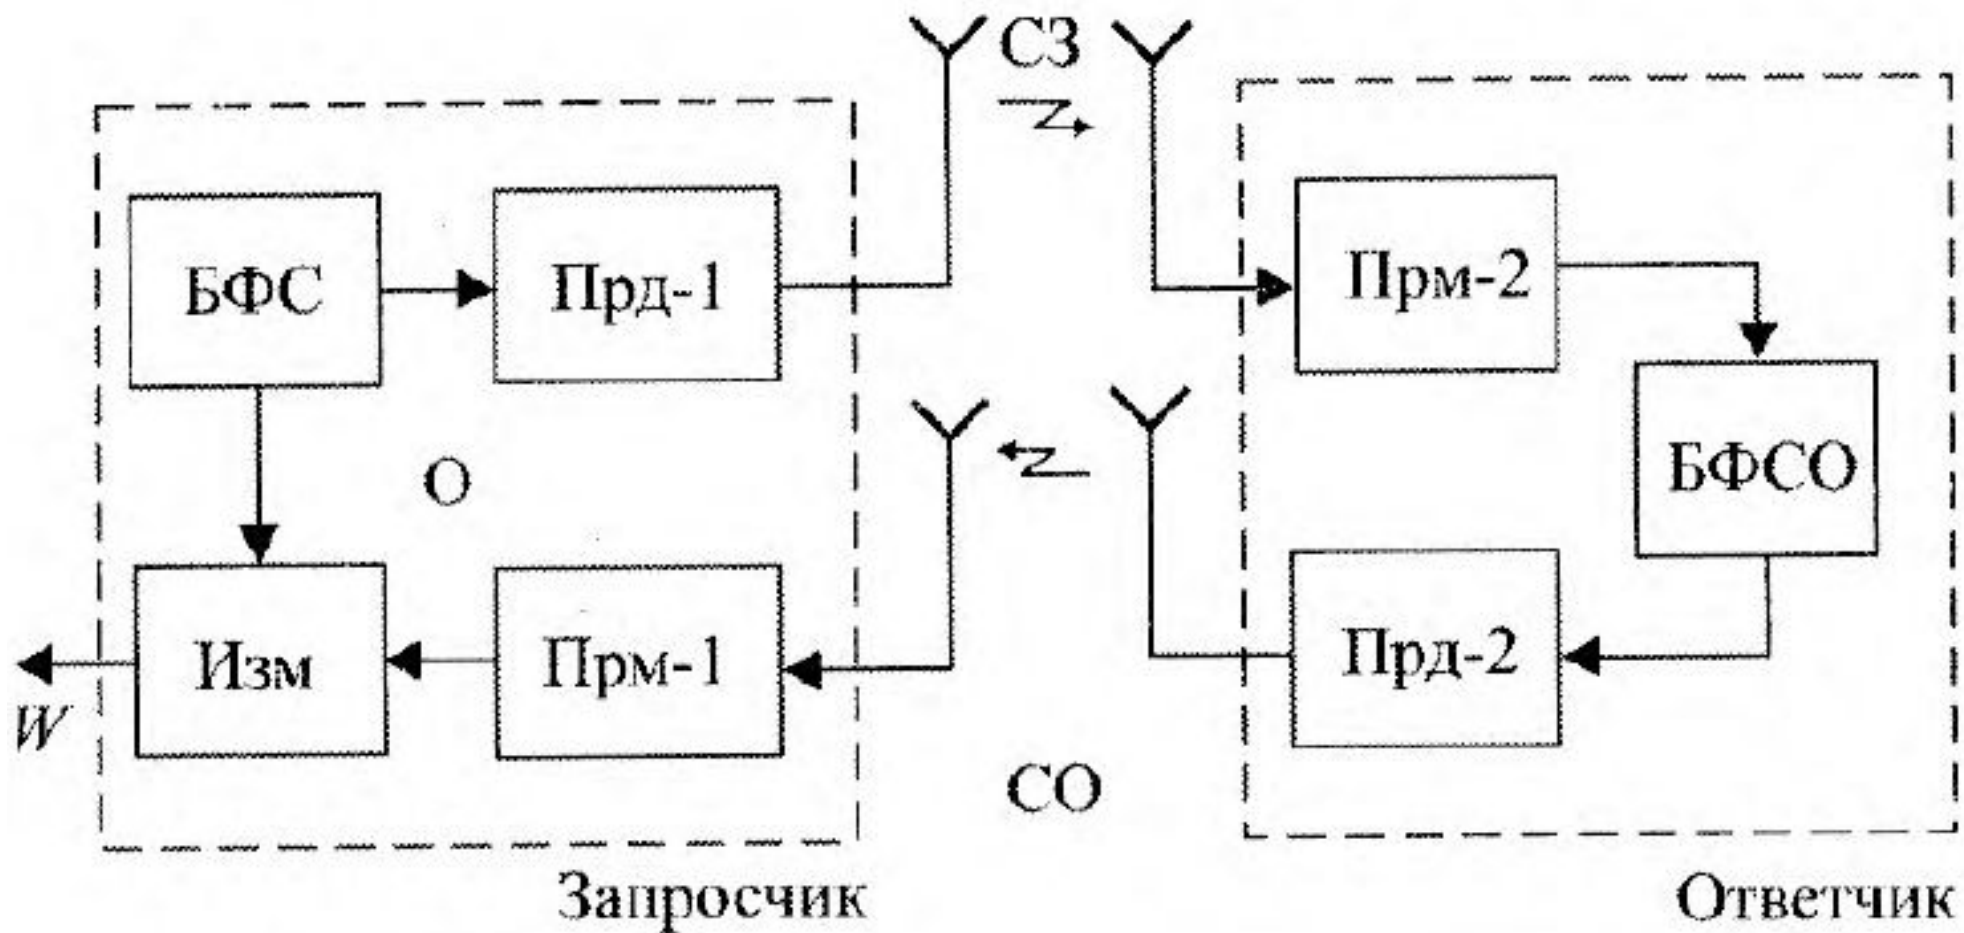 СЗ
БФС
Прд-1
Прм-2
О
БФСО
Изм
Прм-1
Прд-2
W
СО
Запросчик
Ответчик